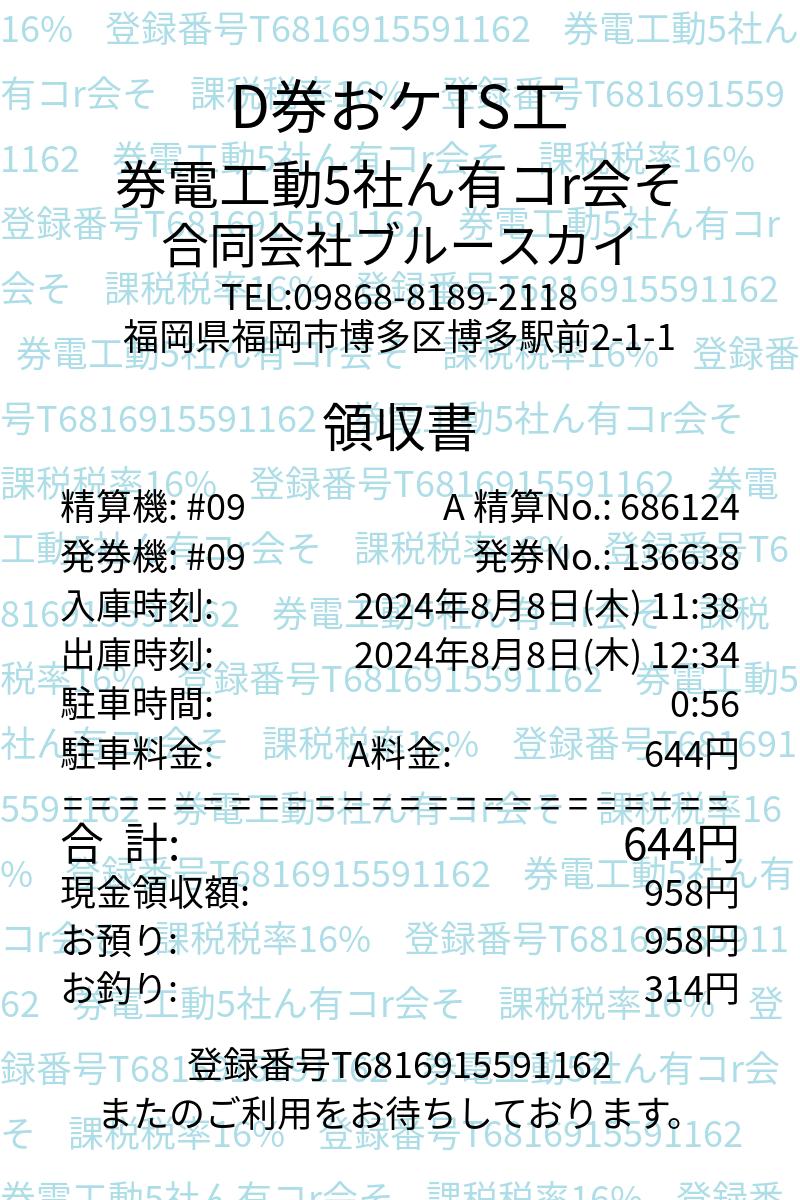 D券おケTS工
券電工動5社ん有コr会そ
合同会社ブルースカイ
TEL:09868-8189-2118
福岡県福岡市博多区博多駅前2-1-1
領収書
精算機: #09 A 精算No.: 686124
発券機: #09 発券No.: 136638
入庫時刻: 2024年8月8日(木) 11:38
出庫時刻: 2024年8月8日(木) 12:34
駐車時間: 0:56
駐車料金: A料金: 644円
========================
合 計: 644円
現金領収額: 958円
お預り: 958円
お釣り: 314円
登録番号T6816915591162
またのご利用をお待ちしております。
16% 登録番号T6816915591162 券電工動5社ん
有コr会そ 課税税率16% 登録番号T681691559
1162 券電工動5社ん有コr会そ 課税税率16%
登録番号T6816915591162 券電工動5社ん有コr
会そ 課税税率16% 登録番号T6816915591162
券電工動5社ん有コr会そ 課税税率16% 登録番
号T6816915591162 券電工動5社ん有コr会そ
課税税率16% 登録番号T6816915591162 券電
工動5社ん有コr会そ 課税税率16% 登録番号T6
816915591162 券電工動5社ん有コr会そ 課税
税率16% 登録番号T6816915591162 券電工動5
社ん有コr会そ 課税税率16% 登録番号T681691
5591162 券電工動5社ん有コr会そ 課税税率16
% 登録番号T6816915591162 券電工動5社ん有
コr会そ 課税税率16% 登録番号T68169155911
62 券電工動5社ん有コr会そ 課税税率16% 登
録番号T6816915591162 券電工動5社ん有コr会
そ 課税税率16% 登録番号T6816915591162
券電工動5社ん有コr会そ 課税税率16% 登録番